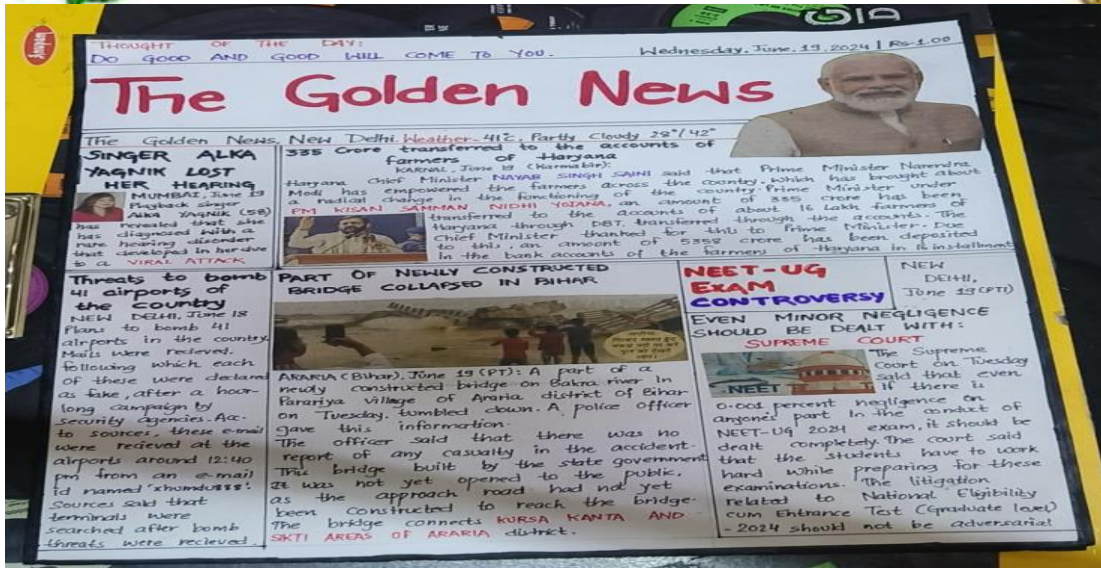 THOUGHT OF THE DAY:
DO GOOD AND GOOD WILL COME TO YOU.
Wednesday, June, 19, 2024 | Rs-1.00
The Golden News
The Golden News, New Delhi. Weather- 41°c, Partly Cloudy 28°/42°
SINGER ALKA
YAGNIK LOST
HER HEARING
MUMBAI, June 19
Playback singer
Alka YAGNIK (58)
has revealed that she
has diagnosed with a
rare hearing disorder
that developed in her due
to a VIRAL ATTACK
335 Crore transferred to the accounts of
farmers of Haryana
KARNAL, June 19 (Karmabir):
Haryana Chief Minister NAYAB SINGH SAINI said that Prime Minister Narendra
Modi has empowered the farmers across the country, which has brought about
a radical change in the fonctioning of the country. Prime Minister under
PM KISAN SAMMAN NIDHI YOJANA, an amount of 335 crore has been
transferred to the accounts of about 16 Lakh farmers of
Haryana through DBT. transferred through the accounts. The
Chief Minister thanked for this to Prime Minister. Due
to this, an amount of 5358 crore has been deposited
in the bank accounts of the farmers of Haryana in 16 installment
Threats to bomb
41 airports of
the country
NEW DELHI, June 18
Plans to bomb 41
airports in the country
Mails were recieved.
following which each
of these were declared
as fake, after a hour-
long campaign by
security agencies. Acc.
to sources, these e-mail
were recieved at the
airports around 12:40
pm from an e-mail
id named 'xhumdu888'.
Sources said that
terminals were
searched after bomb
threats were recieved.
PART OF NEWLY CONSTRUCTED
BRIDGE COLLAPSED IN BIHAR
ARARIA (Bihar), June 19 (PT): A part of a
newly constructed bridge on Bakra river in
Parariya village of Araria district of Bihar
on Tuesday. tumbled down. A police officer
gave this information.
The officer said that there was no
report of any casualty in the accident.
This bridge built by the state government
It was not yet opened to the public,
as the approach road had not yet
been constructed to reach the bridge.
The bridge connects KURSA KANTA AND
SIKTI AREAS OF ARARIA district.
NEET-UG
EXAM
CONTROVERSY
NEW
DELHI,
June 19 (PTI)
EVEN MINOR NEGLIGENCE
SHOULD BE DEALT WITH:
SUPREME COURT
NEET
The Supreme
Court on Tuesday
said that even
If there is
0.001 percent negligence on
anyone's part in the conduct of
NEET-UG 2024 exam, it should be
dealt completely. The court said
that the students have to work
hard while preparing for these
examinations. The litigation
related to National Eligibility
cum Entrance Test (Graduate level)
-2024 should not be adversarial